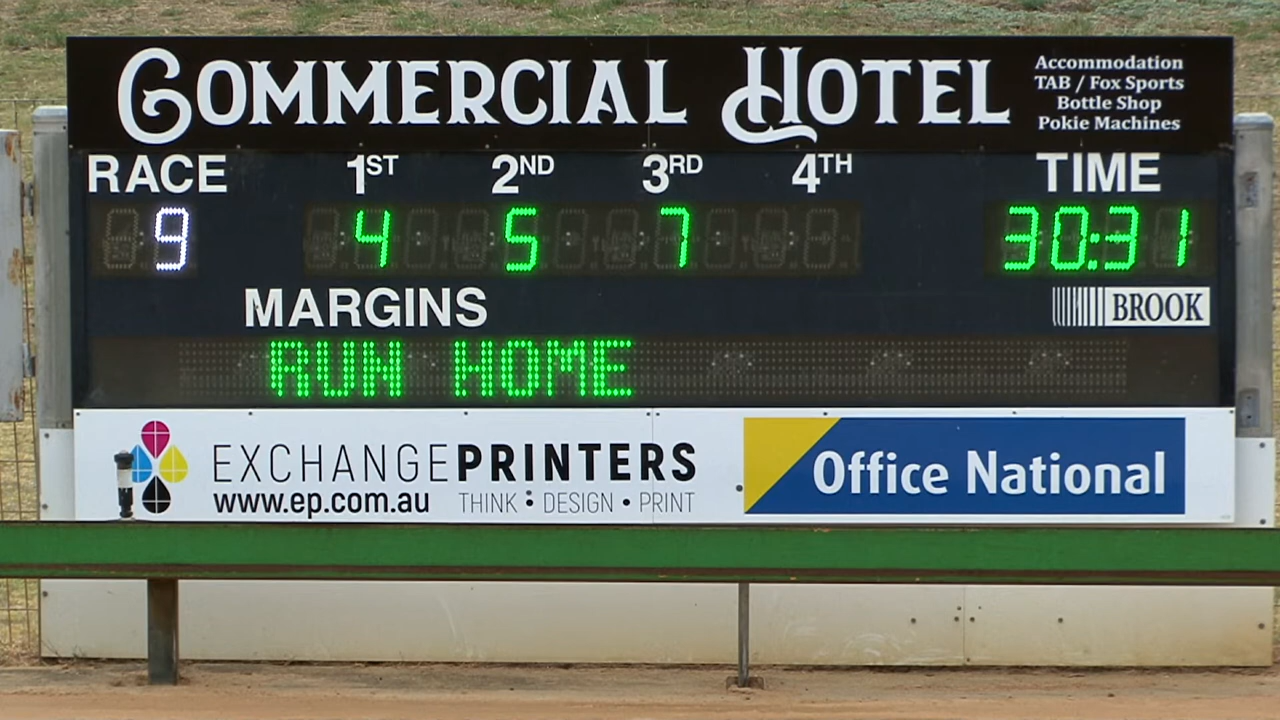 COMMERCIAL HOTEL
Accommodation
TAB / Fox Sports
Bottle Shop
Pokie Machines
RACE 1ST 2ND 3RD 4TH TIME
9 4 5 7 30:31
MARGINS
BROOK
RUN HOME
EXCHANGEPRINTERS
www.ep.com.au THINK • DESIGN • PRINT
Office National